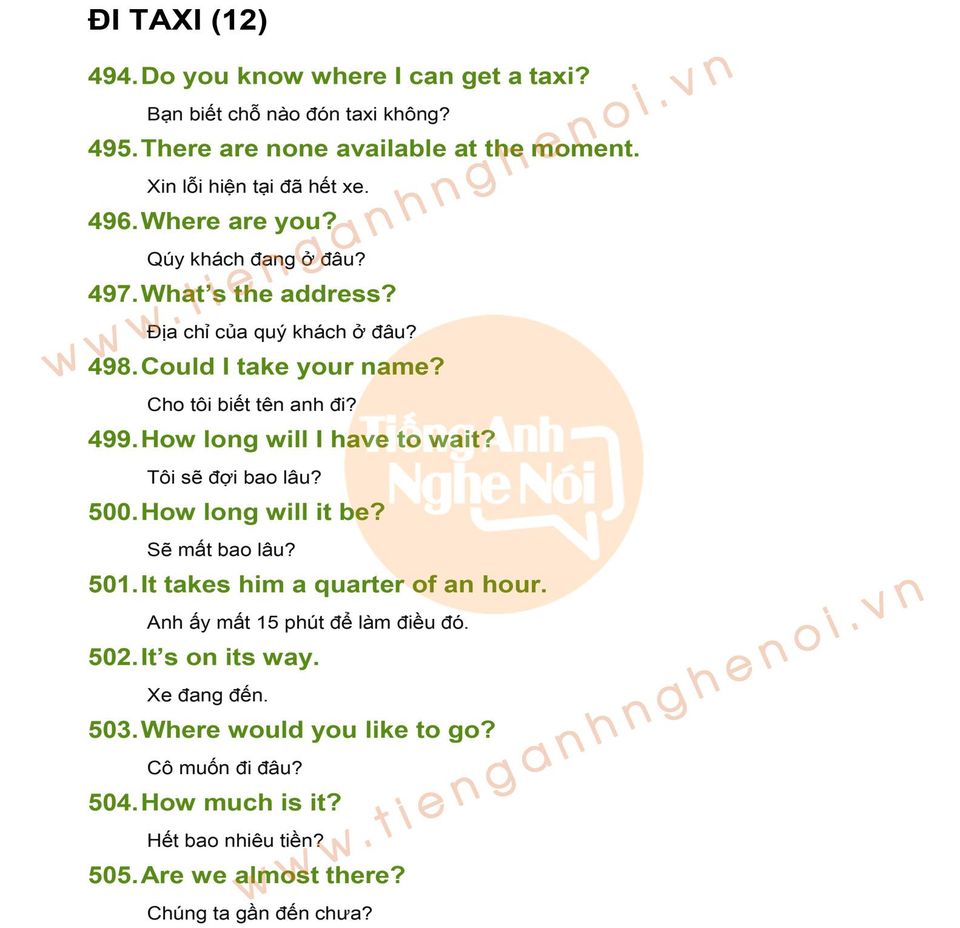 ĐI TAXI (12)
494. Do you know where I can get a taxi?
Bạn biết chỗ nào đón taxi không?
495. There are none available at the moment.
Xin lỗi hiện tại đã hết xe.
496. Where are you?
Qúy khách đang ở đâu?
497. What’s the address?
Địa chỉ của quý khách ở đâu?
498. Could I take your name?
Cho tôi biết tên anh đi?
499. How long will I have to wait?
Tôi sẽ đợi bao lâu?
500. How long will it be?
Sẽ mất bao lâu?
501. It takes him a quarter of an hour.
Anh ấy mất 15 phút để làm điều đó.
502. It’s on its way.
Xe đang đến.
503. Where would you like to go?
Cô muốn đi đâu?
504. How much is it?
Hết bao nhiêu tiền?
505. Are we almost there?
Chúng ta gần đến chưa?
www.tienganhnghenoi.vn
Tiếng Anh
Nghe Nói
www.tienganhnghenoi.vn